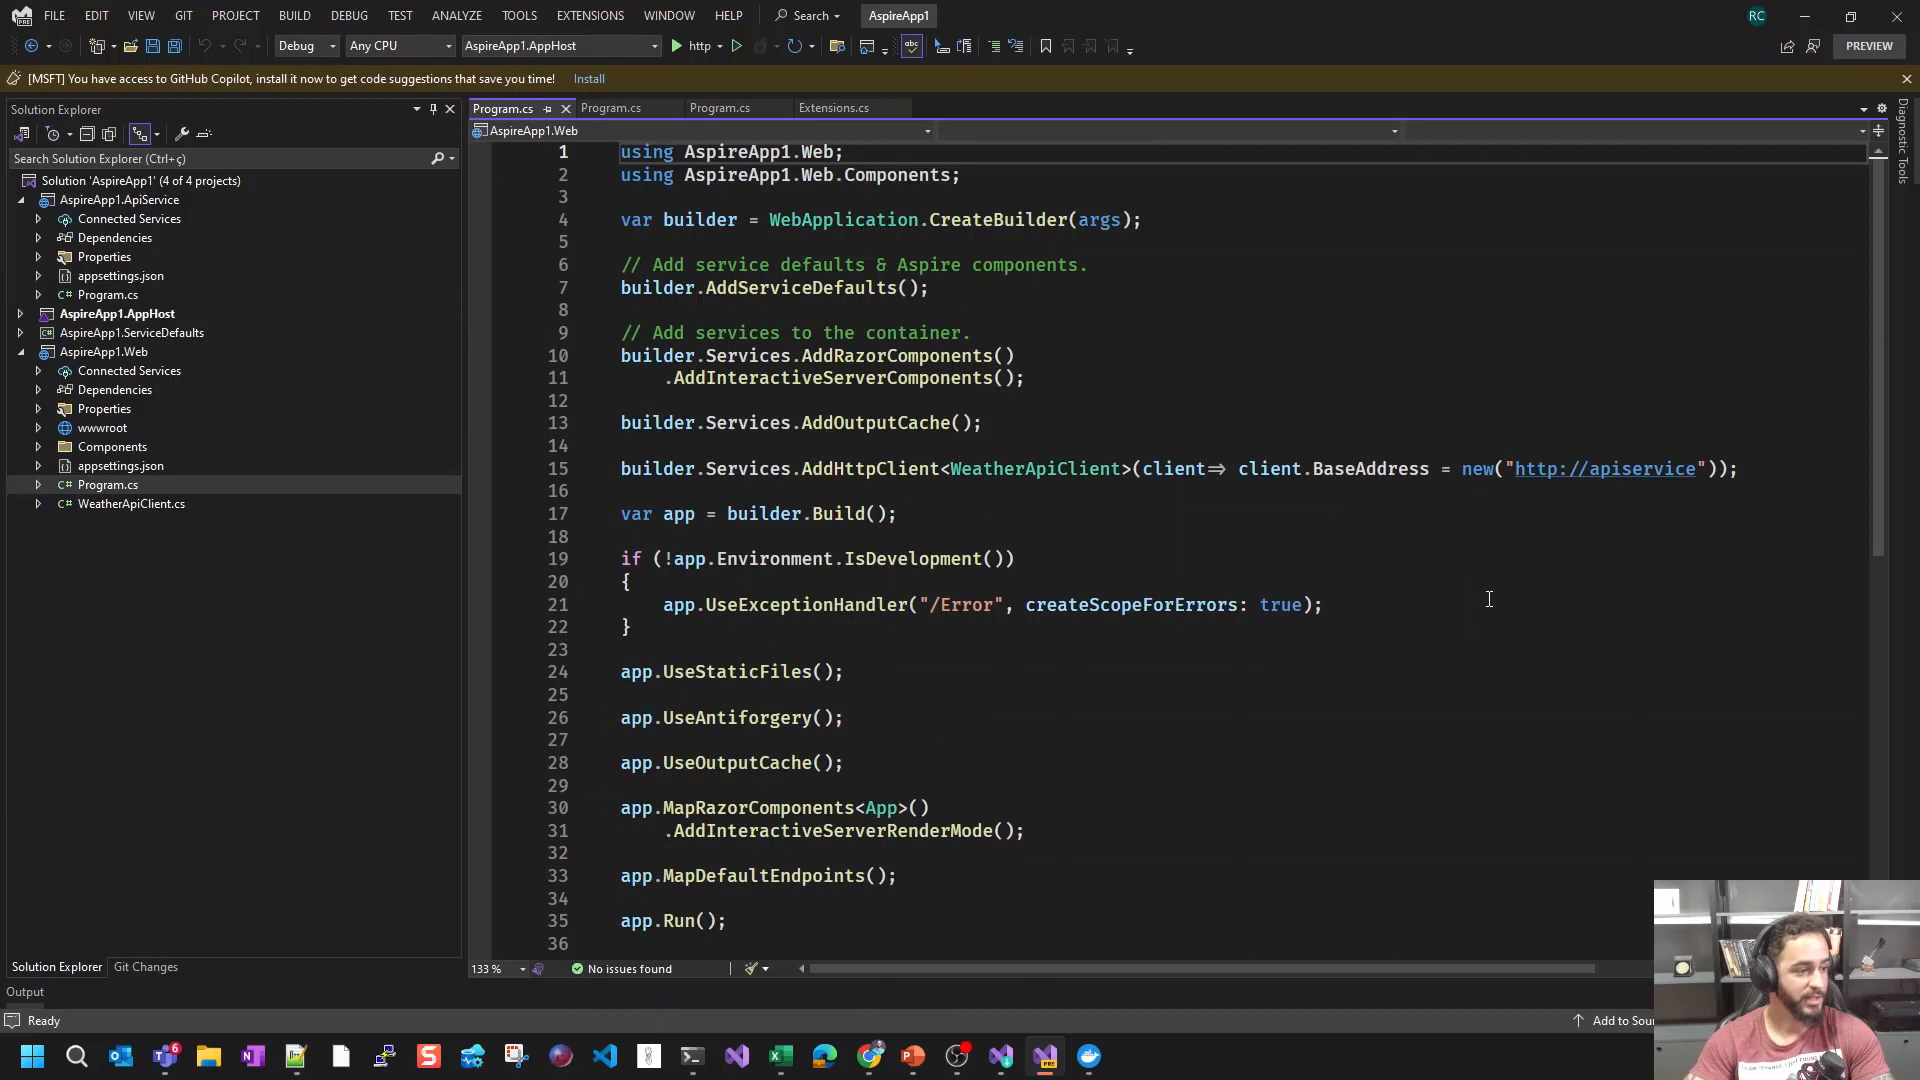 FILE EDIT VIEW GIT PROJECT BUILD DEBUG TEST ANALYZE TOOLS EXTENSIONS WINDOW HELP Search AspireApp1 RC
Debug Any CPU AspireApp1.AppHost http abc PREVIEW
[MSFT] You have access to GitHub Copilot, install it now to get code suggestions that save you time! Install
Solution Explorer
Search Solution Explorer (Ctrl+ç)
Solution 'AspireApp1' (4 of 4 projects)
AspireApp1.ApiService
Connected Services
Dependencies
Properties
appsettings.json
C# Program.cs
AspireApp1.AppHost
C# AspireApp1.ServiceDefaults
AspireApp1.Web
Connected Services
Dependencies
Properties
wwwroot
Components
appsettings.json
C# Program.cs
C# WeatherApiClient.cs
Solution Explorer Git Changes
Program.cs Program.cs Program.cs Extensions.cs
AspireApp1.Web
1 using AspireApp1.Web;
2 using AspireApp1.Web.Components;
3
4 var builder = WebApplication.CreateBuilder(args);
5
6 // Add service defaults & Aspire components.
7 builder.AddServiceDefaults();
8
9 // Add services to the container.
10 builder.Services.AddRazorComponents()
11 .AddInteractiveServerComponents();
12
13 builder.Services.AddOutputCache();
14
15 builder.Services.AddHttpClient<WeatherApiClient>(client=> client.BaseAddress = new("http://apiservice"));
16
17 var app = builder.Build();
18
19 if (!app.Environment.IsDevelopment())
20 {
21 app.UseExceptionHandler("/Error", createScopeForErrors: true);
22 }
23
24 app.UseStaticFiles();
25
26 app.UseAntiforgery();
27
28 app.UseOutputCache();
29
30 app.MapRazorComponents<App>()
31 .AddInteractiveServerRenderMode();
32
33 app.MapDefaultEndpoints();
34
35 app.Run();
36
133 % No issues found
Diagnostic Tools
Output
Ready Add to Sour
6